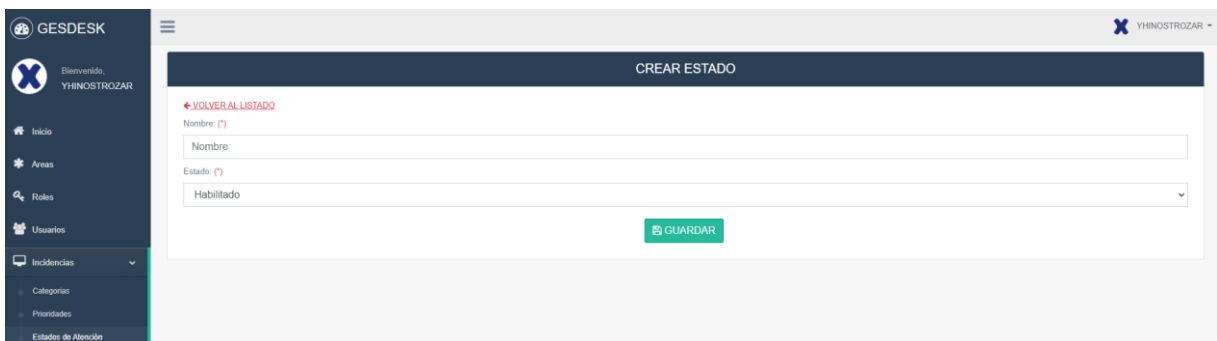 GESDESK
YHINOSTROZAR
Bienvenido,
YHINOSTROZAR
Inicio
Areas
Roles
Usuarios
Incidencias
Categorias
Prioridades
Estados de Atención
CREAR ESTADO
VOLVER AL LISTADO
Nombre: (*)
Nombre
Estado: (*)
Habilitado
GUARDAR